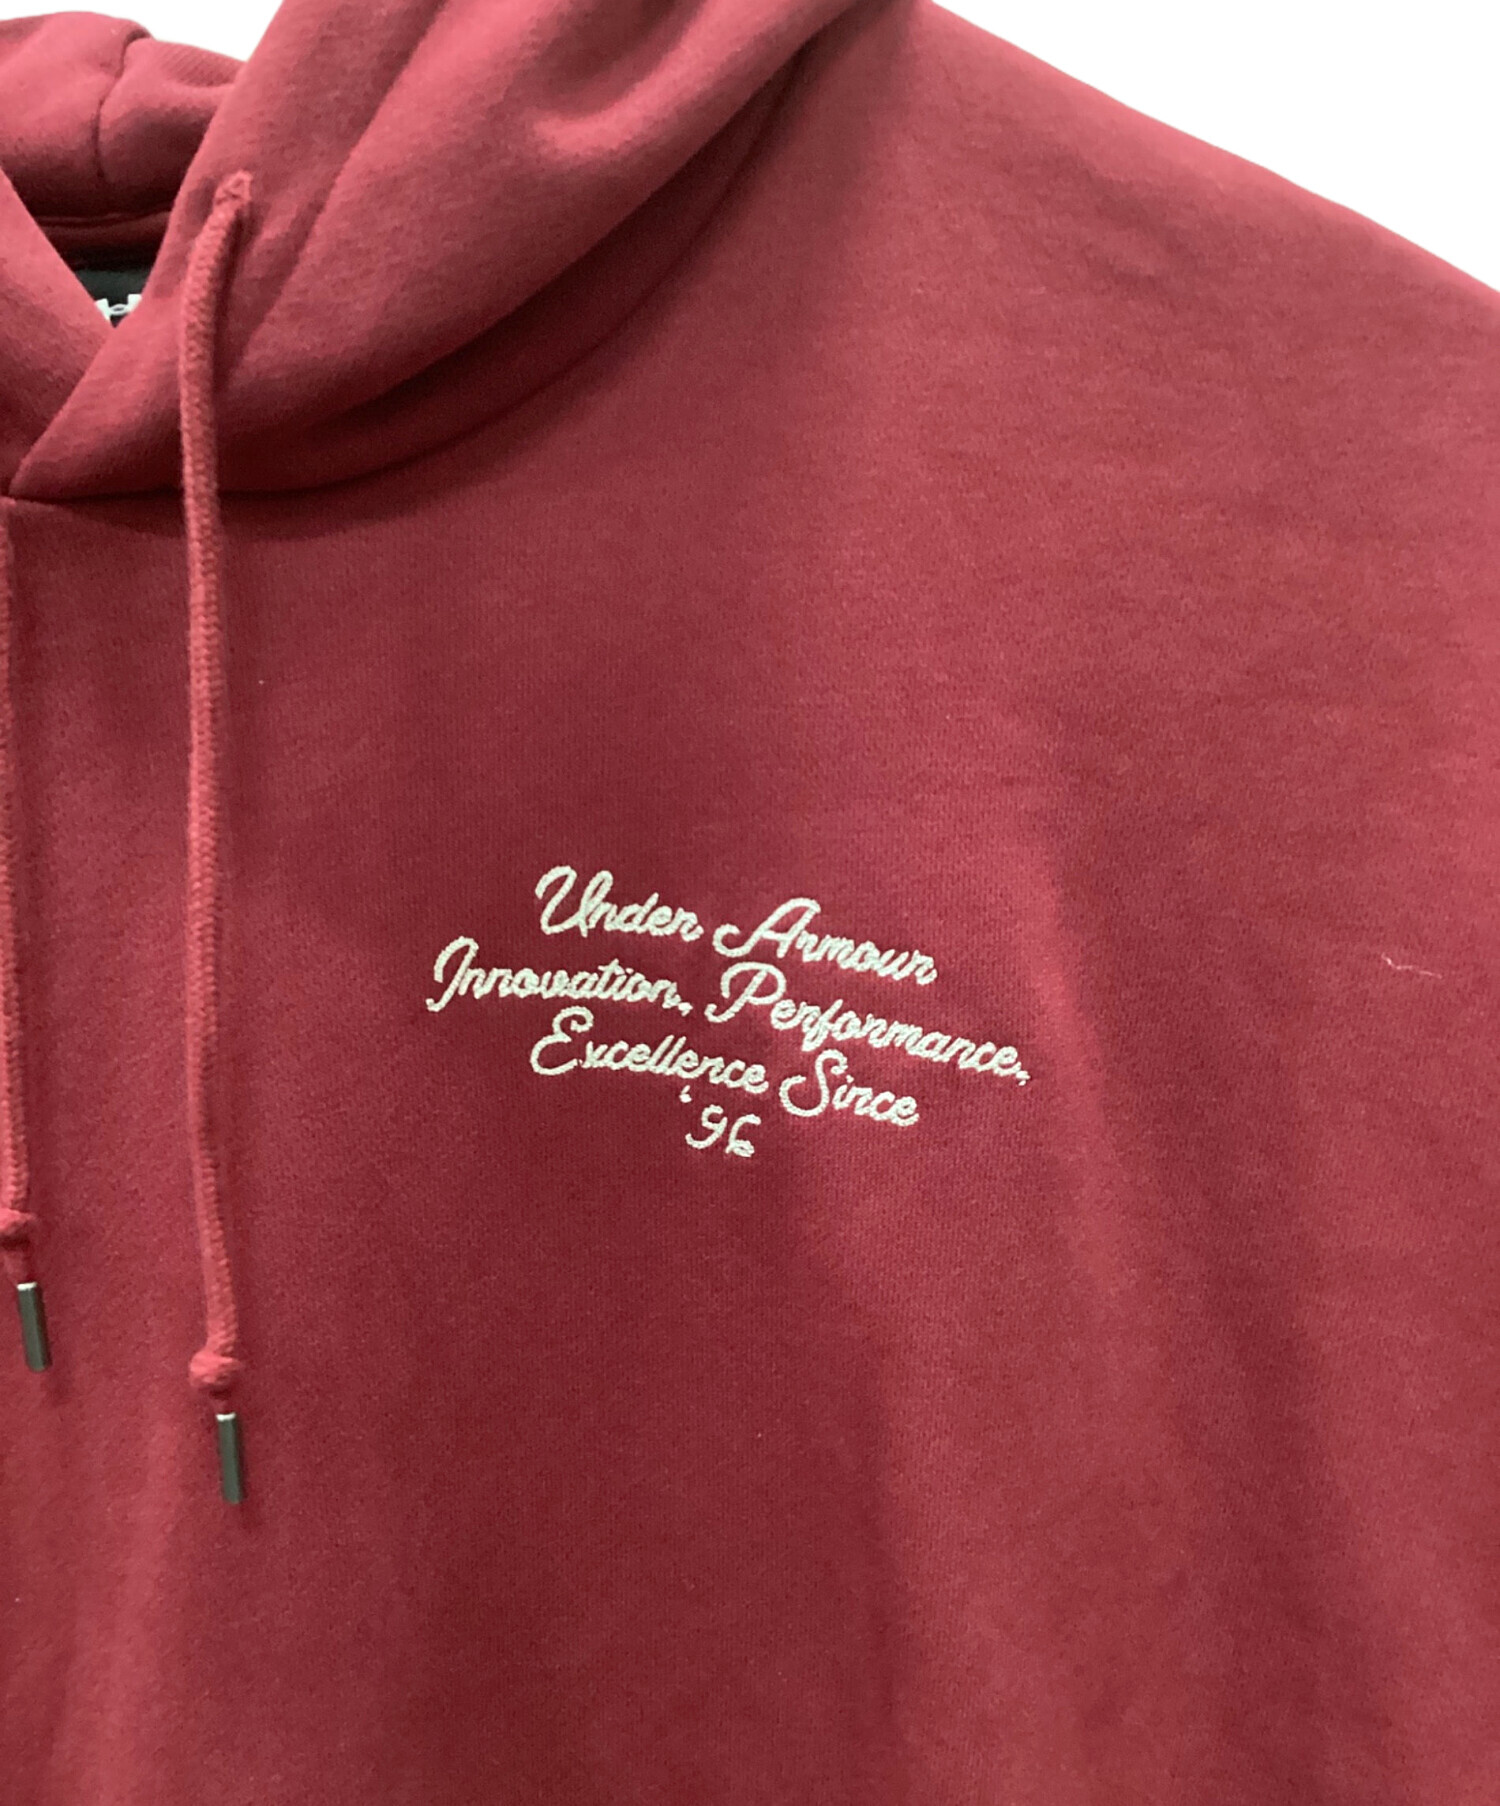 Under Armour
Innovation, Performance,
Excellence Since
'96